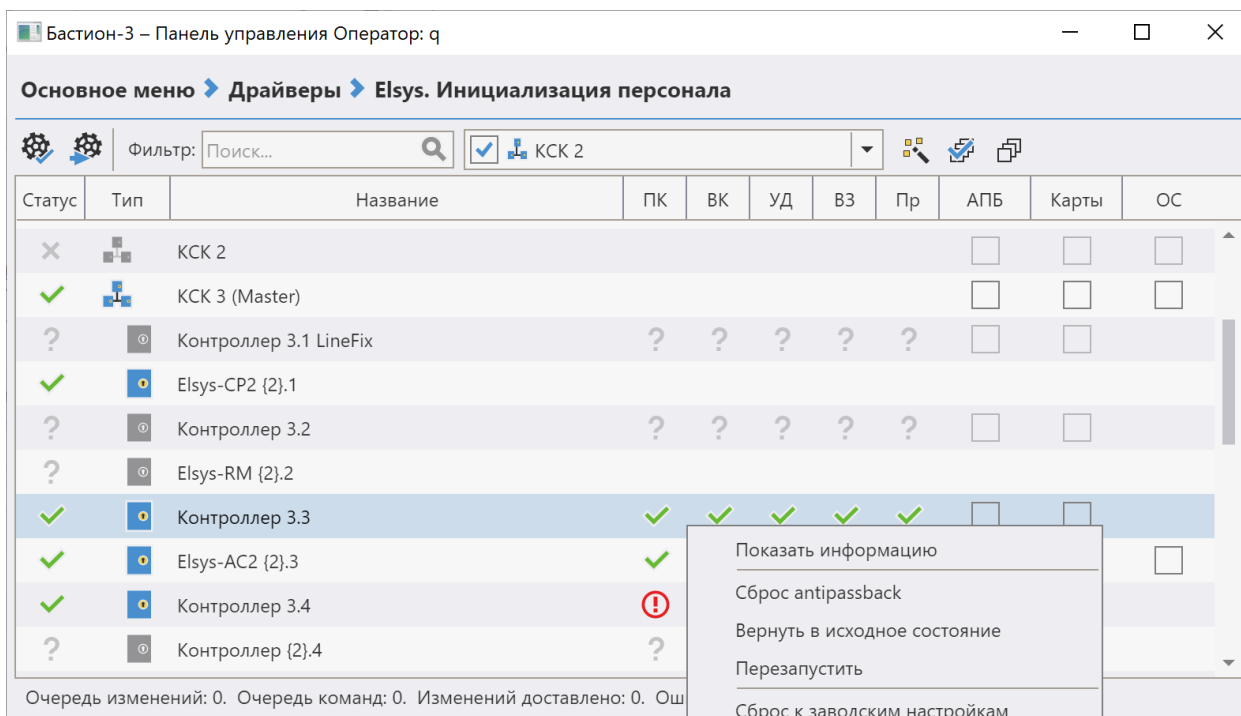 Бастион-3 – Панель управления Оператор: q
Основное меню Драйверы Elsys. Инициализация персонала
Фильтр: Поиск... КСК 2
Статус Тип Название ПК ВК УД ВЗ Пр АПБ Карты ОС
КСК 2
КСК 3 (Master)
Контроллер 3.1 LineFix ? ? ? ? ? ?
Elsys-CP2 {2}.1
Контроллер 3.2 ? ? ? ? ? ?
Elsys-RM {2}.2 ?
Контроллер 3.3
Elsys-AC2 {2}.3
Контроллер 3.4
Контроллер {2}.4 ? ?
Показать информацию
Сброс antipassback
Вернуть в исходное состояние
Перезапустить
Сброс к заводским настройкам
Очередь изменений: 0. Очередь команд: 0. Изменений доставлено: 0. Ош